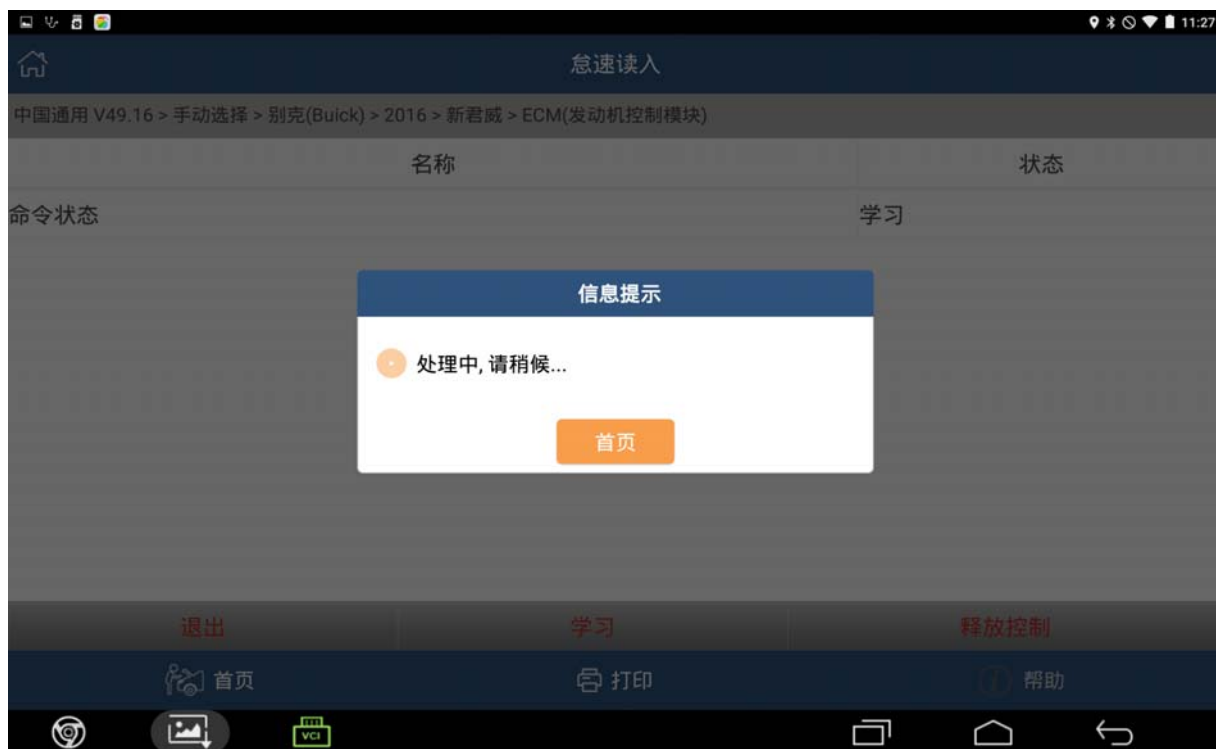 11:27
怠速读入
中国通用 V49.16 > 手动选择 > 别克(Buick) > 2016 > 新君威 > ECM(发动机控制模块)
名称 状态
命令状态 学习
信息提示
处理中, 请稍候...
首页
退出 学习 释放控制
首页 打印 帮助
VCI